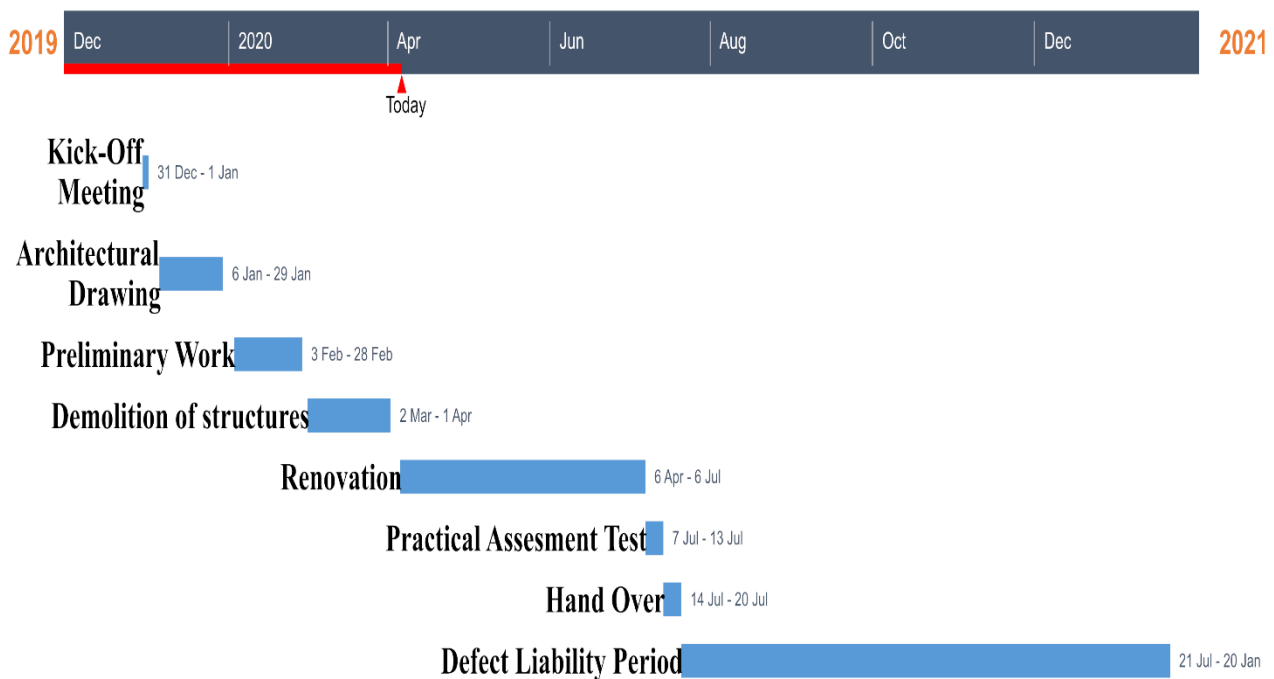 2019 Dec 2020 Apr Jun Aug Oct Dec 2021
Today
Kick-Off
Meeting
31 Dec - 1 Jan
Architectural
Drawing
6 Jan - 29 Jan
Preliminary Work 3 Feb - 28 Feb
Demolition of structures 2 Mar - 1 Apr
Renovation 6 Apr - 6 Jul
Practical Assesment Test 7 Jul - 13 Jul
Hand Over 14 Jul - 20 Jul
Defect Liability Period 21 Jul - 20 Jan